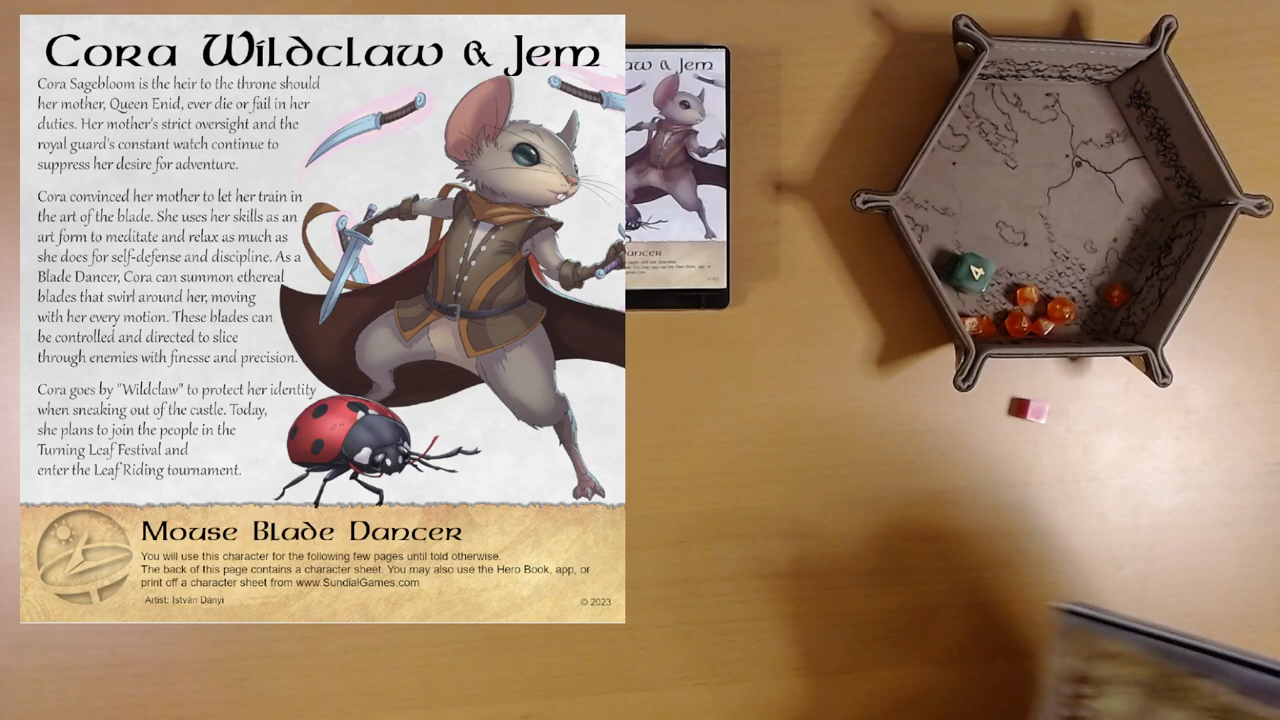 Cora Wildclaw & Jem
Cora Sagebloom is the heir to the throne should
her mother, Queen Enid, ever die or fail in her
duties. Her mother's strict oversight and the
royal guard's constant watch continue to
suppress her desire for adventure.
Cora convinced her mother to let her train in
the art of the blade. She uses her skills as an
art form to meditate and relax as much as
she does for self-defense and discipline. As a
Blade Dancer, Cora can summon ethereal
blades that swirl around her, moving
with her every motion. These blades can
be controlled and directed to slice
through enemies with finesse and precision.
Cora goes by "Wildclaw" to protect her identity
when sneaking out of the castle. Today,
she plans to join the people in the
Turning Leaf Festival and
enter the Leaf Riding tournament.
Mouse Blade Dancer
You will use this character for the following few pages until told otherwise.
The back of this page contains a character sheet. You may also use the Hero Book, app, or
print off a character sheet from www.SundialGames.com
Artist: István Dányi
© 2023
aw & Jem
ancer
4